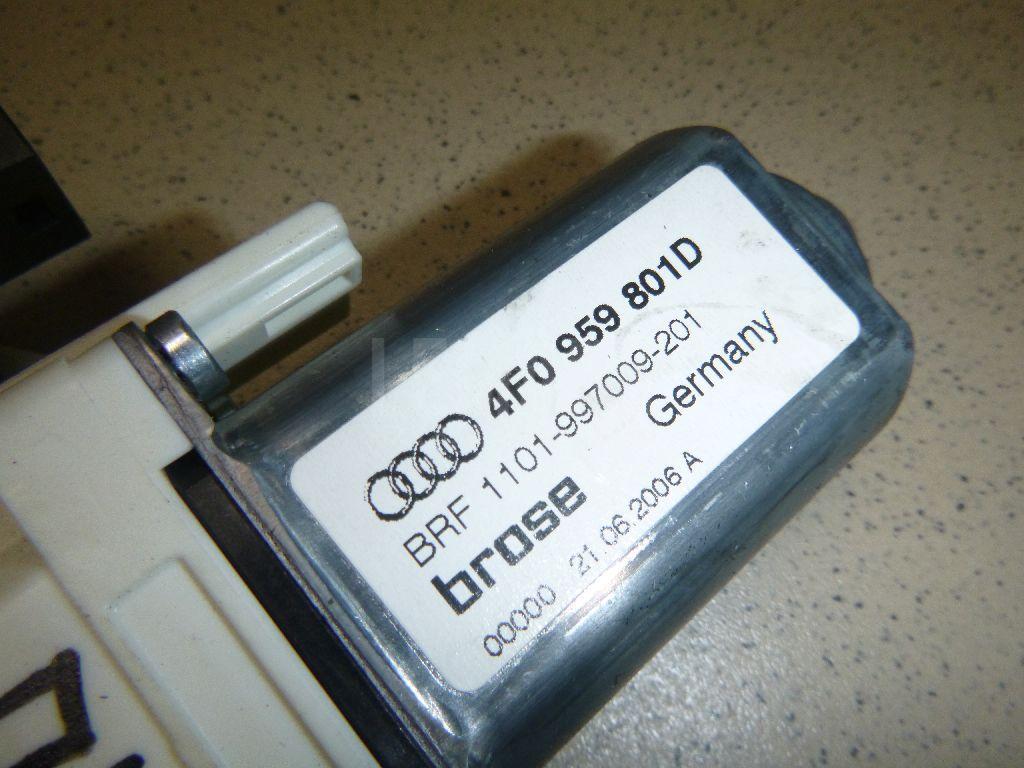 4F0 959 801D
BRF 1101-997009-201
Germany
brose
00000 21.06.2006 A